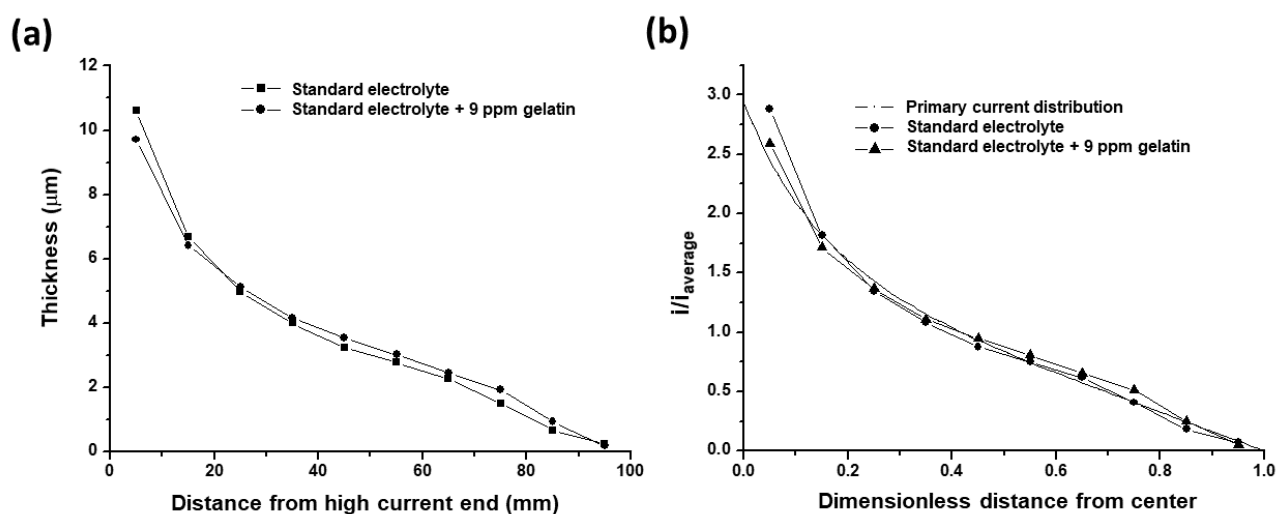 (a)
12
10
8
6
4
2
0
Thickness (μm)
Standard electrolyte
Standard electrolyte + 9 ppm gelatin
0 20 40 60 80 100
Distance from high current end (mm)
(b)
3.0
2.5
2.0
1.5
1.0
0.5
0.0
i/i average
Primary current distribution
Standard electrolyte
Standard electrolyte + 9 ppm gelatin
0.0 0.2 0.4 0.6 0.8 1.0
Dimensionless distance from center